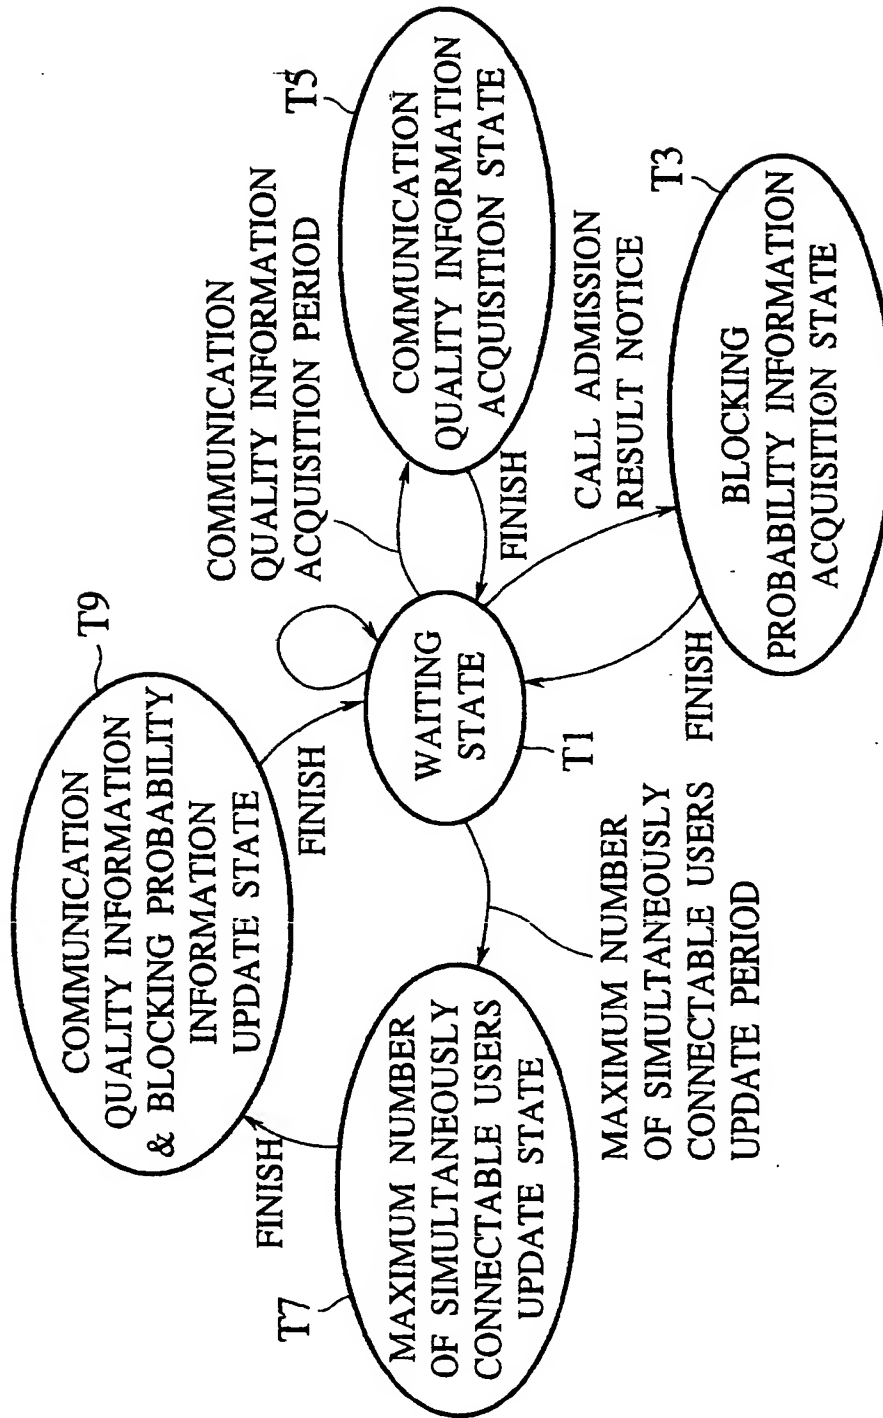 T9
COMMUNICATION
QUALITY INFORMATION
& BLOCKING PROBABILITY
INFORMATION
UPDATE STATE
COMMUNICATION
QUALITY INFORMATION
ACQUISITION PERIOD
T5
COMMUNICATION
QUALITY INFORMATION
ACQUISITION STATE
FINISH
FINISH
FINISH
T7
MAXIMUM NUMBER
OF SIMULTANEOUSLY
CONNECTABLE USERS
UPDATE STATE
WAITING
STATE
T1
CALL ADMISSION
RESULT NOTICE
T3
MAXIMUM NUMBER
OF SIMULTANEOUSLY
CONNECTABLE USERS
UPDATE PERIOD
FINISH
BLOCKING
PROBABILITY INFORMATION
ACQUISITION STATE